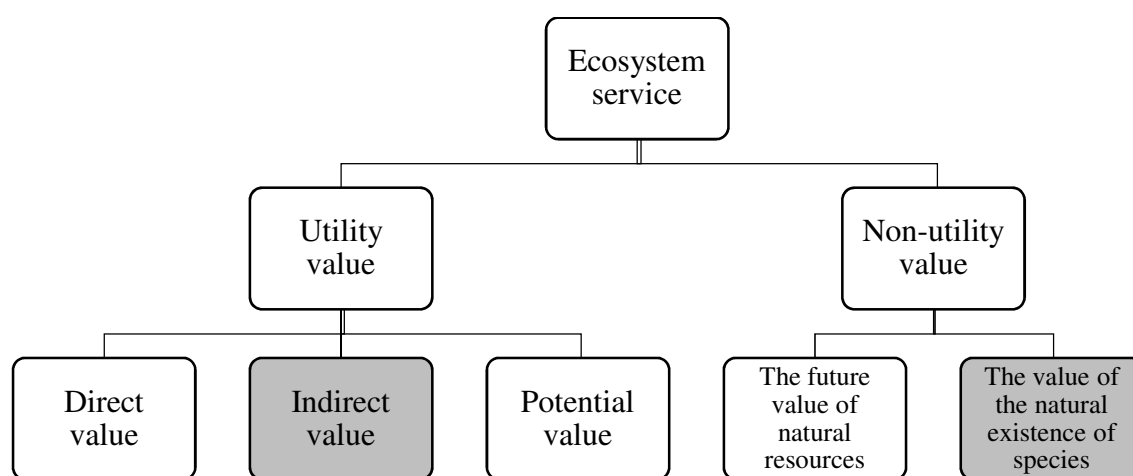 Ecosystem
service
Utility
value
Non-utility
value
Direct
value
Indirect
value
Potential
value
The future
value of
natural
resources
The value of
the natural
existence of
species